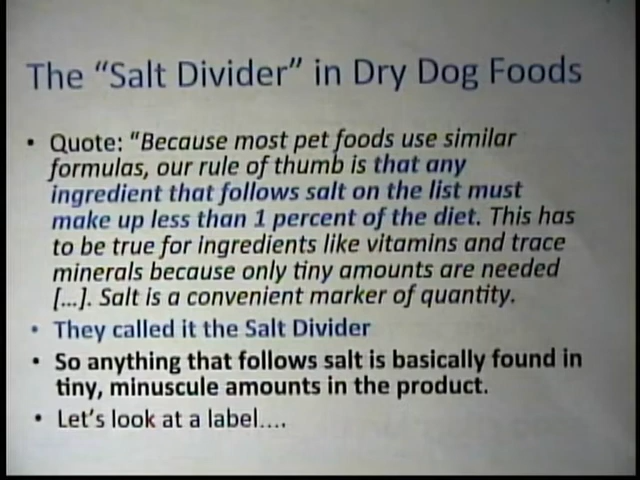 The “Salt Divider” in Dry Dog Foods
• Quote: “Because most pet foods use similar
formulas, our rule of thumb is that any
ingredient that follows salt on the list must
make up less than 1 percent of the diet. This has
to be true for ingredients like vitamins and trace
minerals because only tiny amounts are needed
[...]. Salt is a convenient marker of quantity.
• They called it the Salt Divider
• So anything that follows salt is basically found in
tiny, minuscule amounts in the product.
• Let’s look at a label....